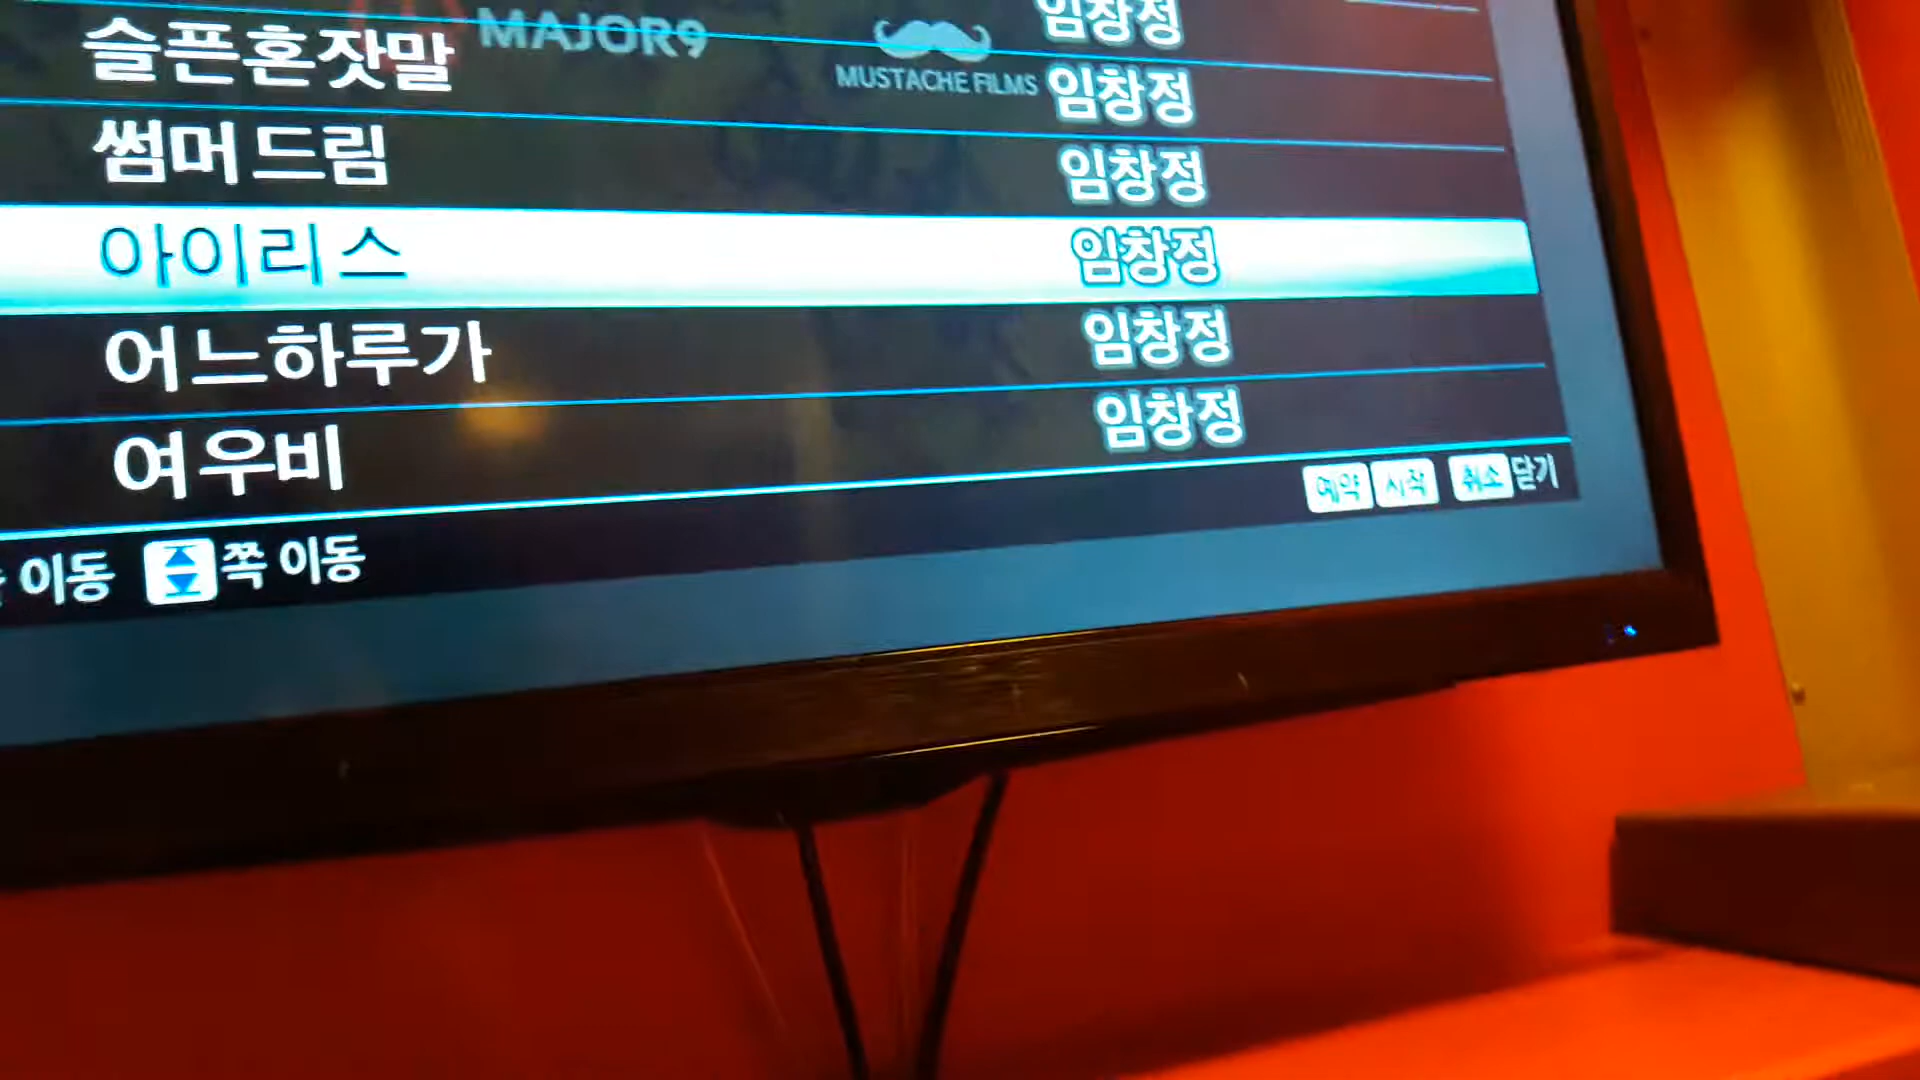 임창정
슬픈혼잣말 MAJOR9 MUSTACHE FILMS 임창정
썸머드림 임창정
아이리스 임창정
어느하루가 임창정
여우비 임창정
이동 쪽 이동 예약 시작 취소 닫기